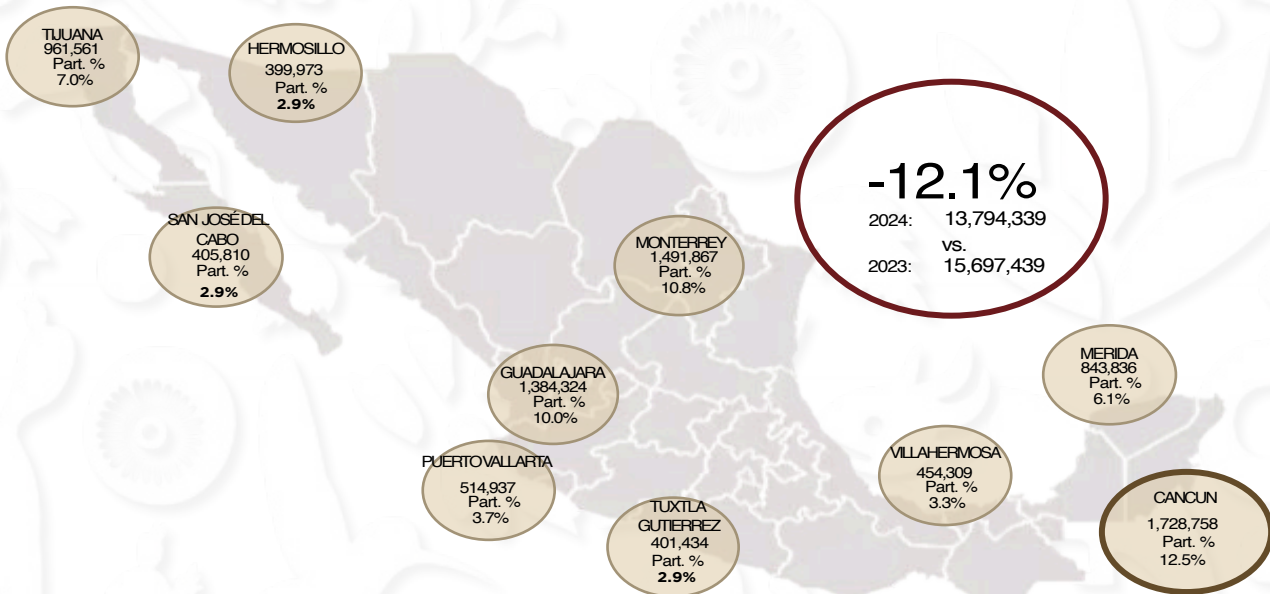 TIJUANA
961,561
Part. %
7.0%
HERMOSILLO
399,973
Part. %
2.9%
-12.1%
2024: 13,794,339
vs.
2023: 15,697,439
SAN JOSÉ DEL
CABO
405,810
Part. %
2.9%
MONTERREY
1,491,867
Part. %
10.8%
MERIDA
843,836
Part. %
6.1%
GUADALAJARA
1,384,324
Part. %
10.0%
PUERTO VALLARTA
514,937
Part. %
3.7%
VILLAHERMOSA
454,309
Part. %
3.3%
TUXTLA
GUTIERREZ
401,434
Part. %
2.9%
CANCUN
1,728,758
Part. %
12.5%